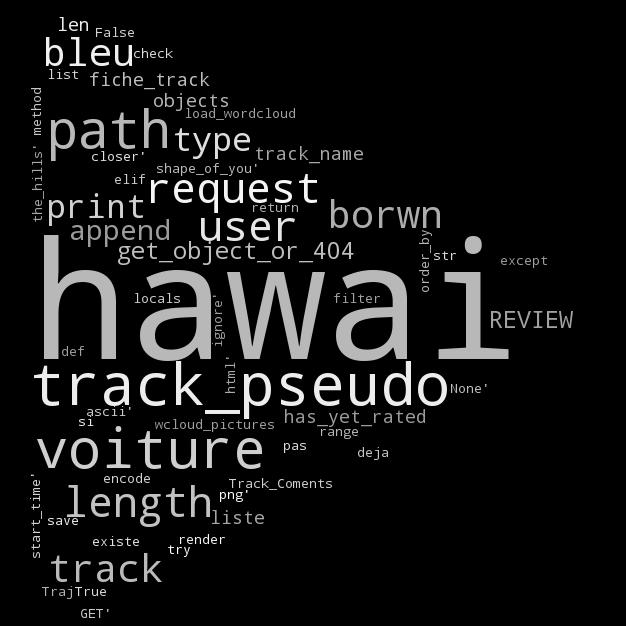 len
False
bleu
check
list
fiche_track
objects
the_hills' method
load_wordcloud
path
type
closer'
track_name
shape_of_you'
elif
request
print
return
borwn
append
user
get_object_or_404
order_by
str
except
hawai
locals
ignore'
filter
REVIEW
def
html'
track_pseudo
None'
ascii'
si
wcloud_pictures
has_yet_rated
range
voiture
pas
deja
encode
Track_Coments
length
png'
start_time'
save
liste
existe
render
try
track
TrajTrue
GET'